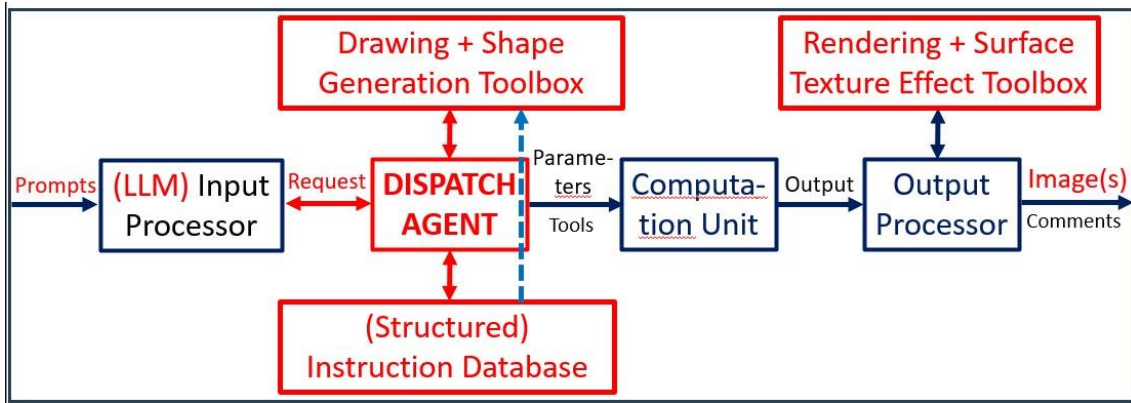 Drawing + Shape
Generation Toolbox
Rendering + Surface
Texture Effect Toolbox
Prompts
(LLM) Input
Processor
Request
DISPATCH
AGENT
Parame-
ters
Tools
Computa-
tion Unit
Output
Output
Processor
Image(s)
Comments
(Structured)
Instruction Database